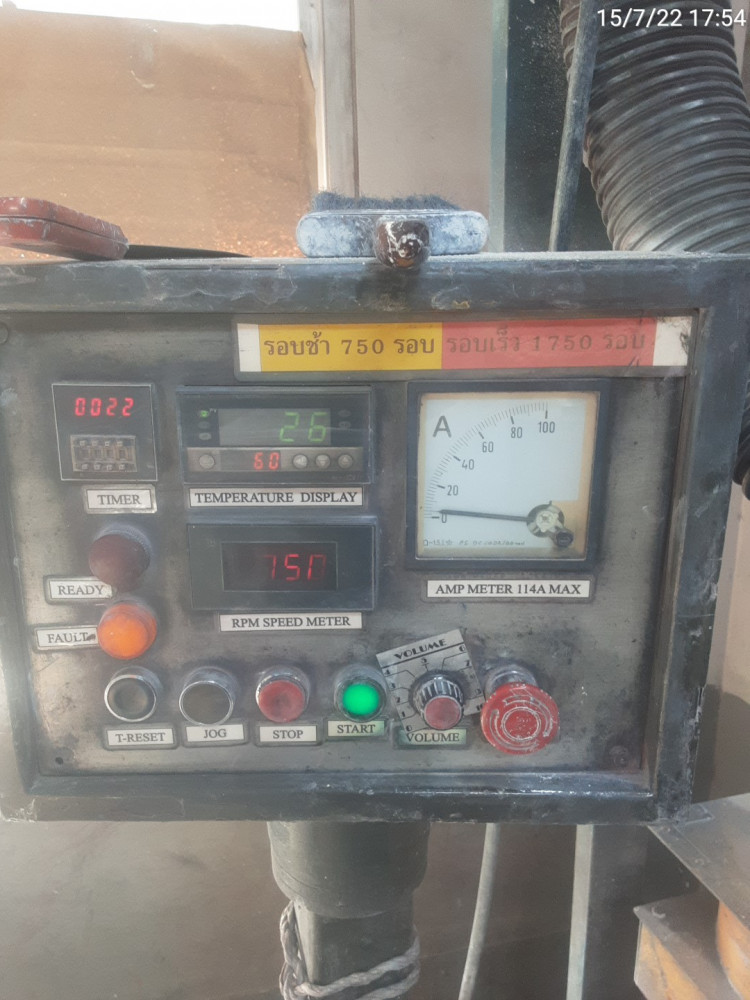 15/7/22 17:54
รอบช้า 750 รอบ รอบเร็ว 1750 รอบ
0022
TIMER
26
60
TEMPERATURE DISPLAY
A
0 20 40 60 80 100
AMP METER 114A MAX
750
RPM SPEED METER
READY
FAULT
T-RESET
JOG
STOP
START
VOLUME
VOLUME